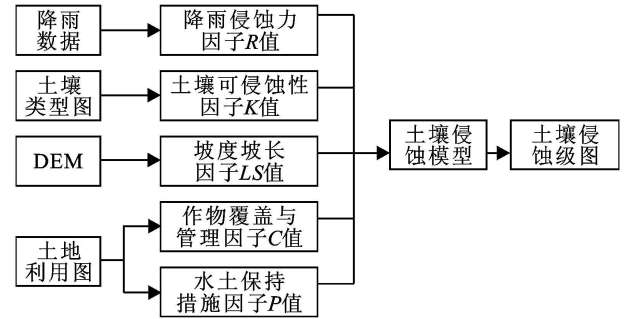 降雨
数据
降雨侵蚀力
因子R值
土壤
类型图
土壤可侵蚀性
因子K值
DEM
坡度坡长
因子LS值
土地
利用图
作物覆盖与
管理因子C值
水土保持
措施因子P值
土壤侵
蚀模型
土壤侵
蚀级图